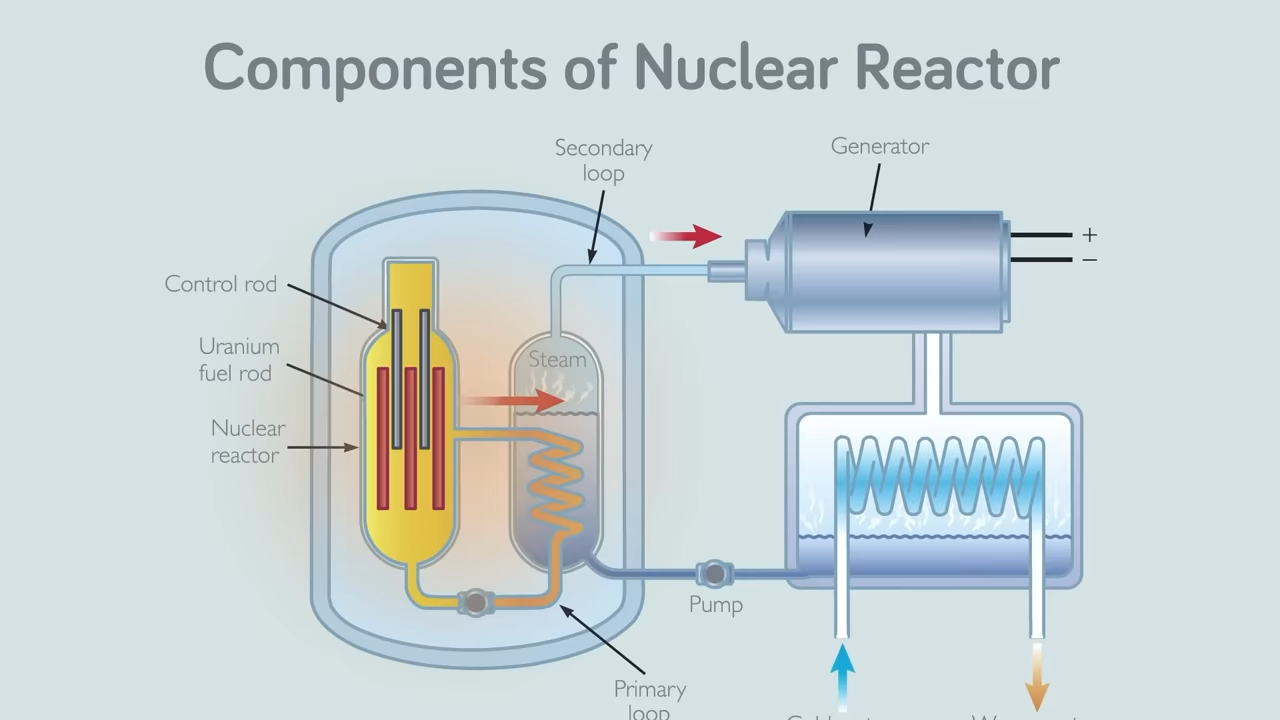 Components of Nuclear Reactor
Secondary
loop
Generator
+
−
Control rod
Uranium
fuel rod
Steam
Nuclear
reactor
Pump
Primary
loop